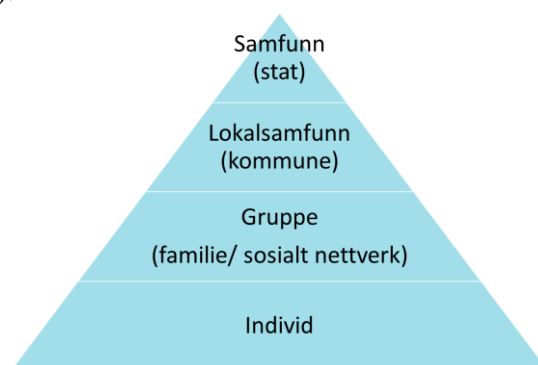 Samfunn
(stat)
Lokalsamfunn
(kommune)
Gruppe
(familie/ sosialt nettverk)
Individ